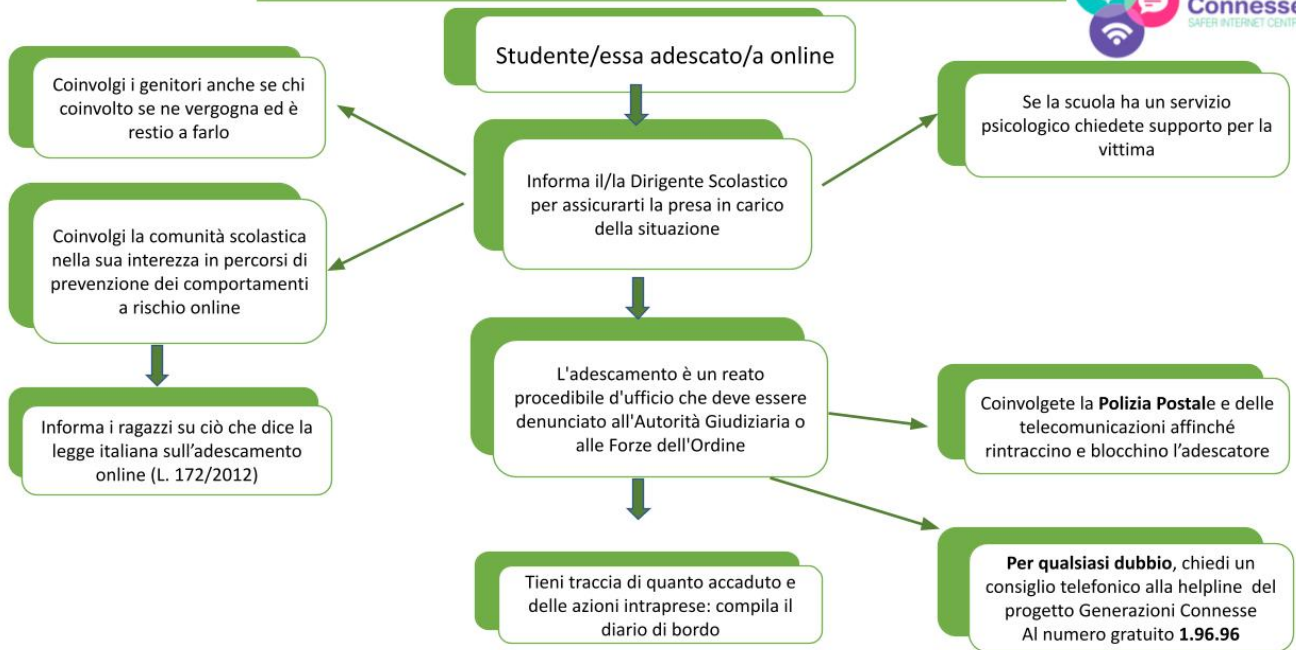 Connesse
SAFER INTERNET CENTR
Studente/essa adescato/a online
Coinvolgi i genitori anche se chi
coinvolto se ne vergogna ed è
restio a farlo
Se la scuola ha un servizio
psicologico chiedete supporto per la
vittima
Informa il/la Dirigente Scolastico
per assicurarti la presa in carico
della situazione
Coinvolgi la comunità scolastica
nella sua interezza in percorsi di
prevenzione dei comportamenti
a rischio online
L'adescamento è un reato
procedibile d'ufficio che deve essere
denunciato all'Autorità Giudiziaria o
alle Forze dell'Ordine
Coinvolgete la Polizia Postale e delle
telecomunicazioni affinché
rintraccino e blocchino l’adescatore
Informa i ragazzi su ciò che dice la
legge italiana sull’adescamento
online (L. 172/2012)
Tieni traccia di quanto accaduto e
delle azioni intraprese: compila il
diario di bordo
Per qualsiasi dubbio, chiedi un
consiglio telefonico alla helpline del
progetto Generazioni Connesse
Al numero gratuito 1.96.96